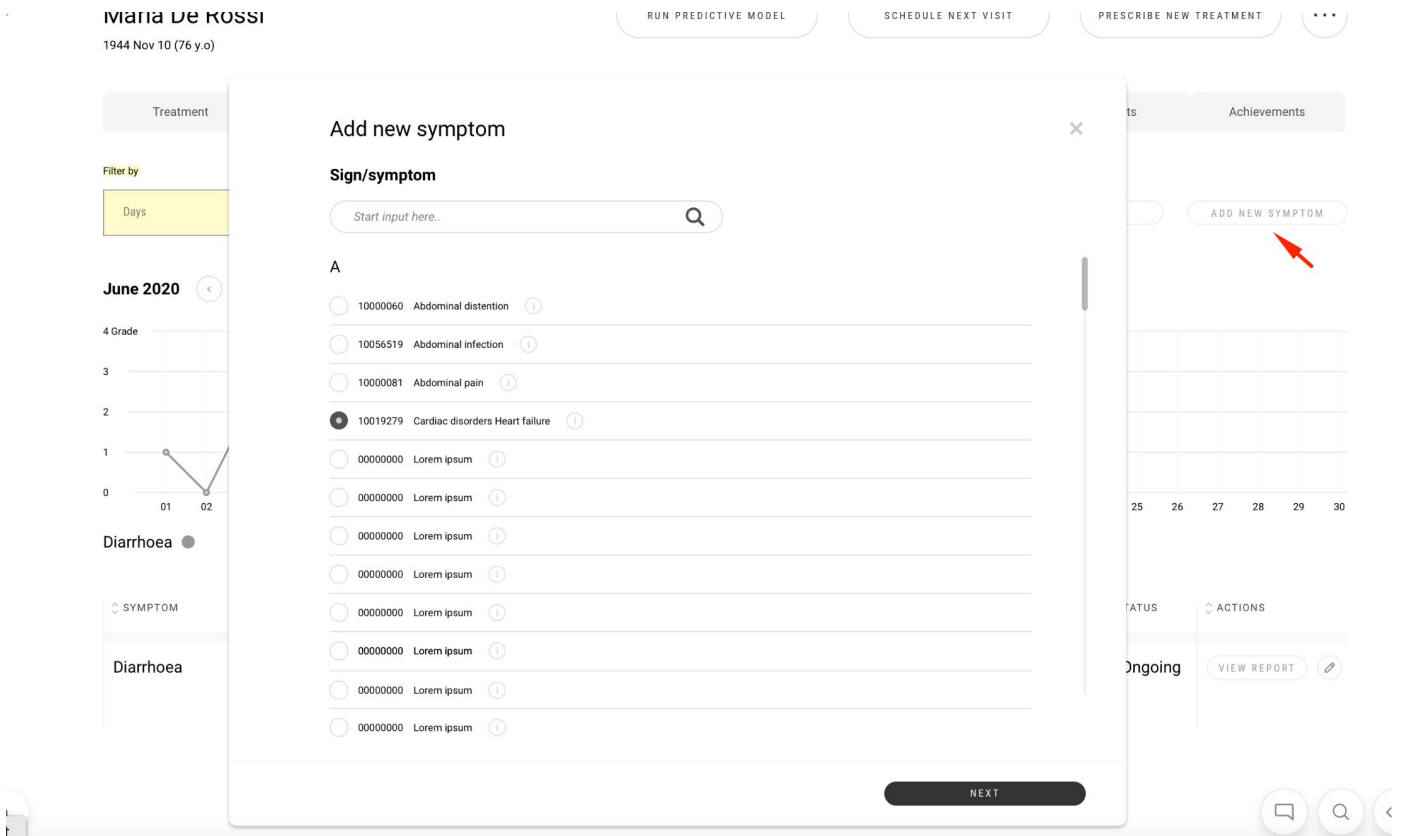 Maria De Rossi
RUN PREDICTIVE MODEL
SCHEDULE NEXT VISIT
PRESCRIBE NEW TREATMENT
1944 Nov 10 (76 y.o)
Treatment
Achievements
Filter by
Days
ADD NEW SYMPTOM
June 2020
4 Grade
3
2
1
0
01 02
25 26 27 28 29 30
Diarrhoea
SYMPTOM
ACTIONS
Diarrhoea
Ongoing
VIEW REPORT
Add new symptom
Sign/symptom
Start input here..
A
10000060 Abdominal distention
10056519 Abdominal infection
10000081 Abdominal pain
10019279 Cardiac disorders Heart failure
00000000 Lorem ipsum
00000000 Lorem ipsum
00000000 Lorem ipsum
00000000 Lorem ipsum
00000000 Lorem ipsum
00000000 Lorem ipsum
00000000 Lorem ipsum
00000000 Lorem ipsum
NEXT